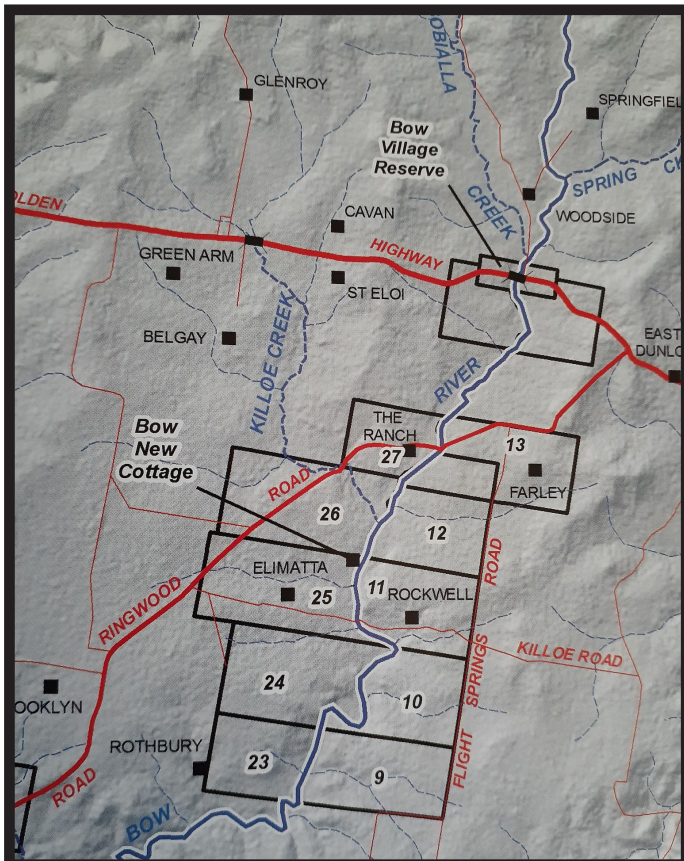 OBIALLA
CREEK
GLENROY
SPRINGFIEL
Bow
Village
Reserve
SPRING CK
WOODSIDE
OLDEN
HIGHWAY
CAVAN
GREEN ARM
ST ELOI
BELGAY
KILLOE CREEK
RIVER
EAST
DUNLO
THE
RANCH
27
13
FARLEY
Bow
New
Cottage
ROAD
26
12
ELIMATTA
25
11
ROCKWELL
ROAD
RINGWOOD
KILLOE ROAD
SPRINGS
24
10
OOKLYN
ROTHBURY
23
9
FLIGHT
ROAD
BOW